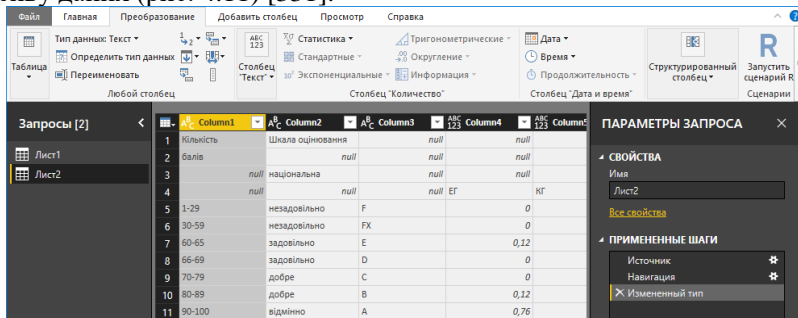 иву даних (рис. 4.11) [331].
Файл Главная Преобразование Добавить столбец Просмотр Справка
Таблица
Тип данных: Текст
Определить тип данных
Переименовать
Любой столбец
Столбец "Текст"
Статистика
Стандартные
Экспоненциальные
Тригонометрические
Округление
Информация
Столбец "Количество"
Дата
Время
Продолжительность
Столбец "Дата и время"
Структурированный столбец
Запустить сценарий R
Сценарии
Запросы [2]
Лист1
Лист2
Column1 Column2 Column3 Column4 Column5
1 Кількість Шкала оцінювання null null
2 балів null null null
3 null національна null null
4 null null null ЕГ КГ
5 1-29 незадовільно F 0
6 30-59 незадовільно FX 0
7 60-65 задовільно E 0,12
8 66-69 задовільно D 0
9 70-79 добре C 0
10 80-89 добре B 0,12
11 90-100 відмінно A 0,76
ПАРАМЕТРЫ ЗАПРОСА
СВОЙСТВА
Имя
Лист2
Все свойства
ПРИМЕНЕННЫЕ ШАГИ
Источник
Навигация
Измененный тип